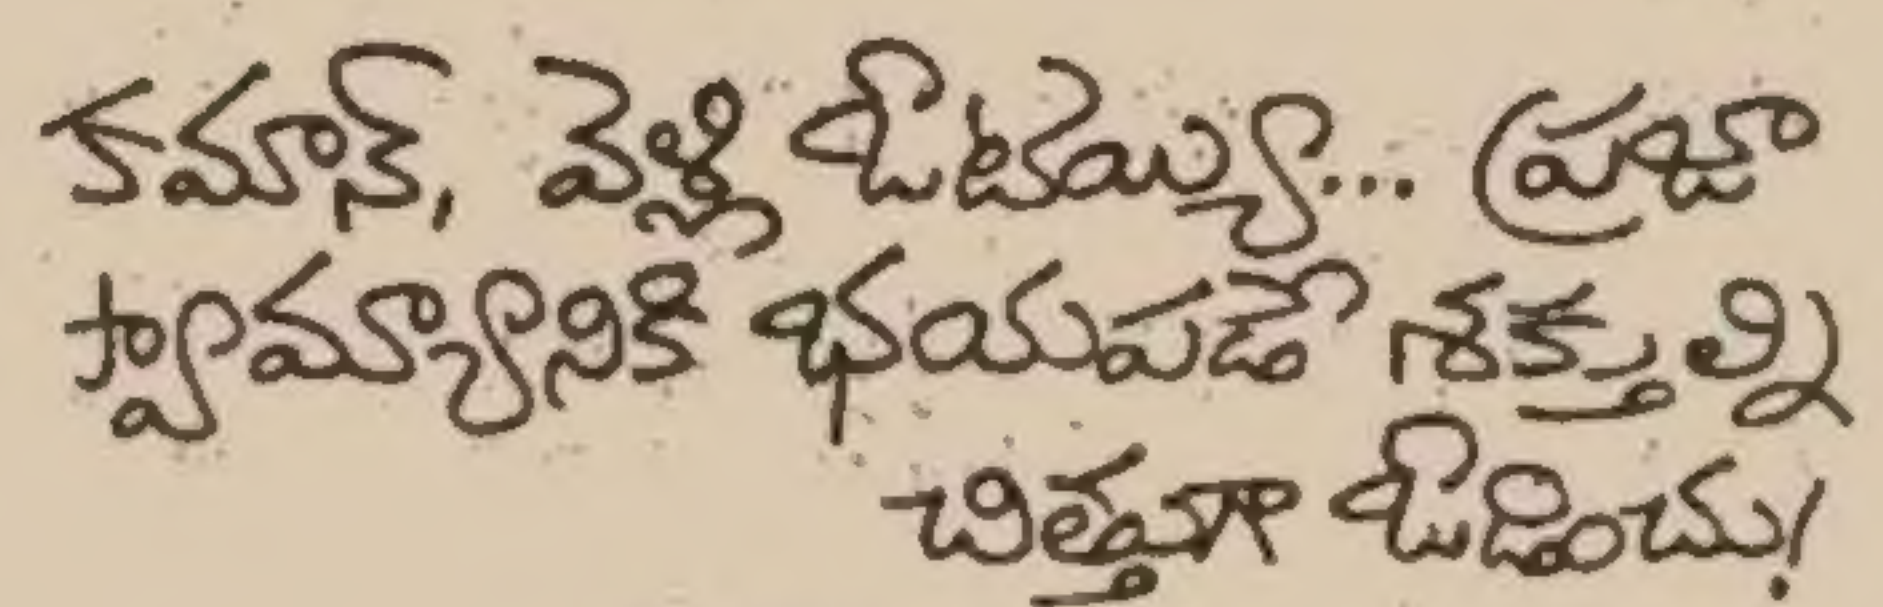 కమాన్, వెళ్లి ఓటెయ్యి... ప్రజా
స్వామ్యానికి భయపడే శక్తుల్ని
చిత్తుగా ఓడించు!